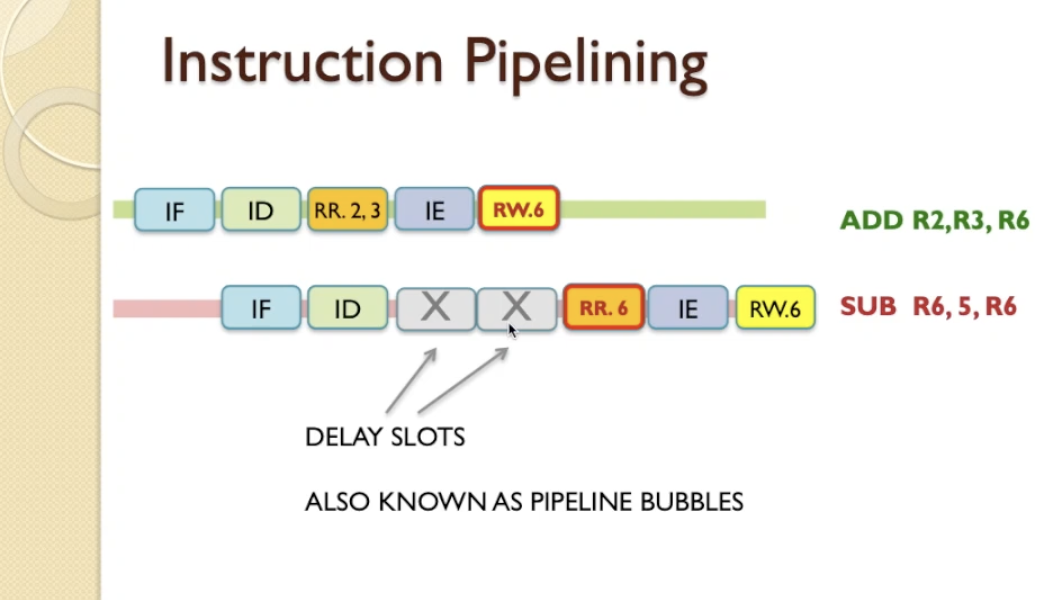 Instruction Pipelining
IF ID RR. 2, 3 IE RW.6
ADD R2,R3, R6
IF ID X X RR. 6 IE RW.6
SUB R6, 5, R6
DELAY SLOTS
ALSO KNOWN AS PIPELINE BUBBLES